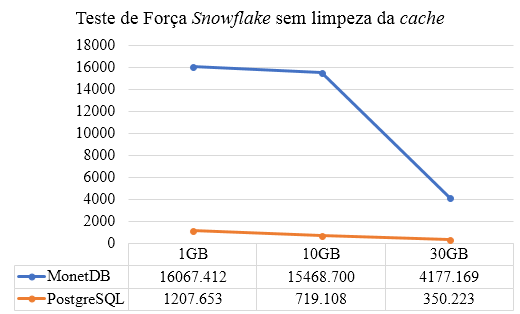 Teste de Força Snowflake sem limpeza da cache
18000
16000
14000
12000
10000
8000
6000
4000
2000
0
1GB 10GB 30GB
MonetDB 16067.412 15468.700 4177.169
PostgreSQL 1207.653 719.108 350.223